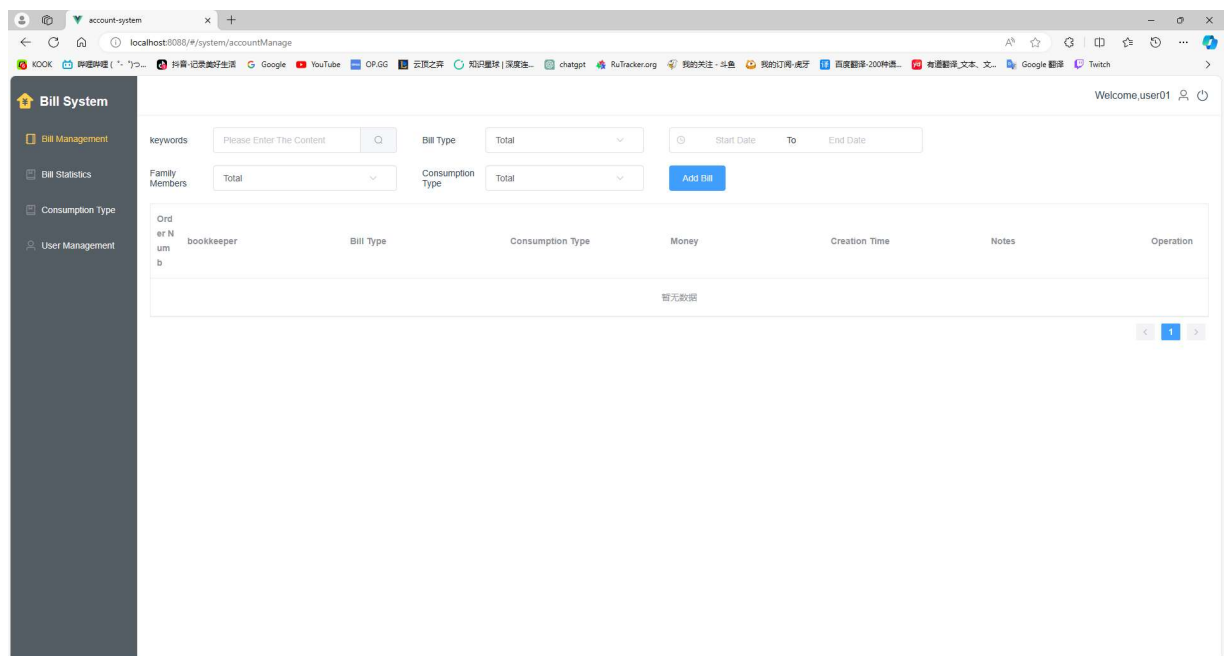 account-system
localhost:8088/#/system/accountManage
KOOK 哔哩哔哩 ( ゜- ゜)つ... 抖音-记录美好生活 Google YouTube OP.GG 云顶之弈 知识星球 | 深度连... chatgpt RuTracker.org 我的关注 - 斗鱼 我的订阅-虎牙 百度翻译-200种语... 有道翻译_文本、文... Google 翻译 Twitch
Bill System
Welcome,user01
Bill Management
Bill Statistics
Consumption Type
User Management
keywords Please Enter The Content Bill Type Total Start Date To End Date
Family
Members
Total
Consumption
Type
Total
Add Bill
Ord
er N
um
b
bookkeeper Bill Type Consumption Type Money Creation Time Notes Operation
暂无数据
1